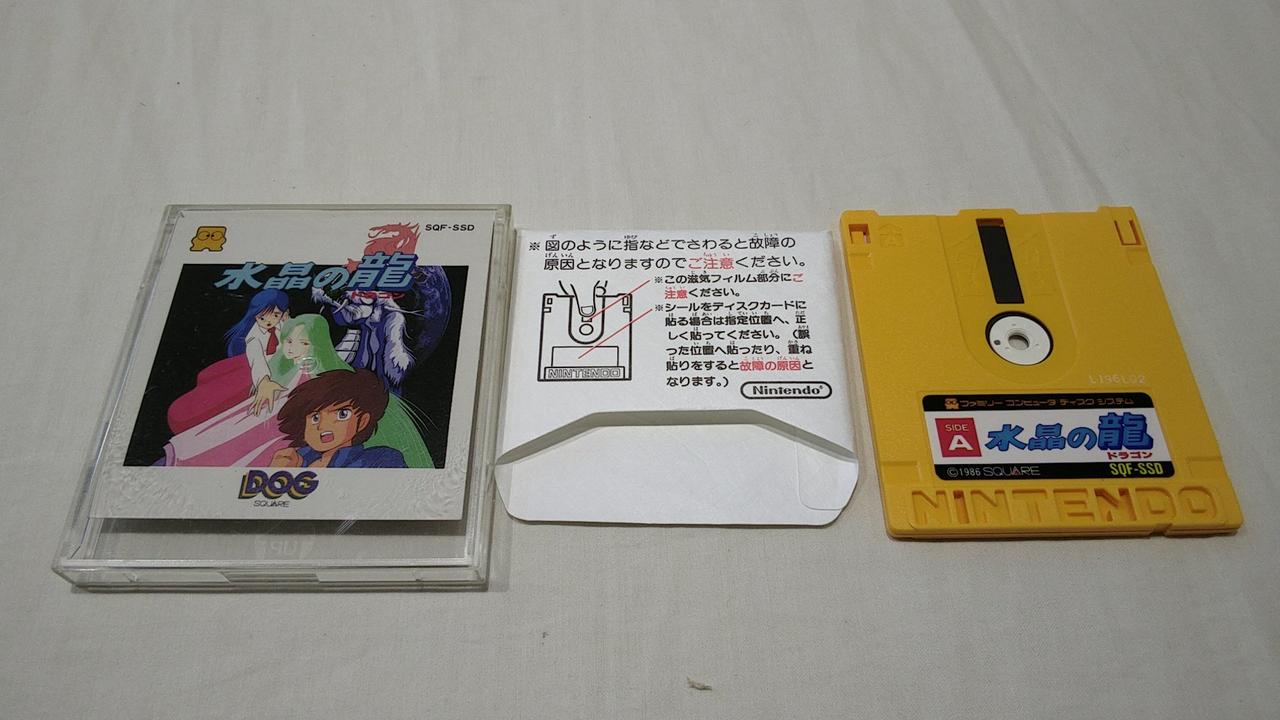 SQF-SSD
水晶の龍
ドラゴン
DOG
SQUARE
※図のように指などでさわると故障の
原因となりますのでご注意ください。
※この磁気フィルム部分にご
注意ください。
※シールをディスクカードに
貼る場合は指定位置へ、正
しく貼ってください。(誤
った位置へ貼ったり、重ね
貼りをすると故障の原因と
なります。)
NINTENDO
Nintendo®
L196L02
ファミリー コンピュータ ディスク システム
SIDE
A
水晶の龍
ドラゴン
©1986 SQUARE
SQF-SSD
NINTENDO